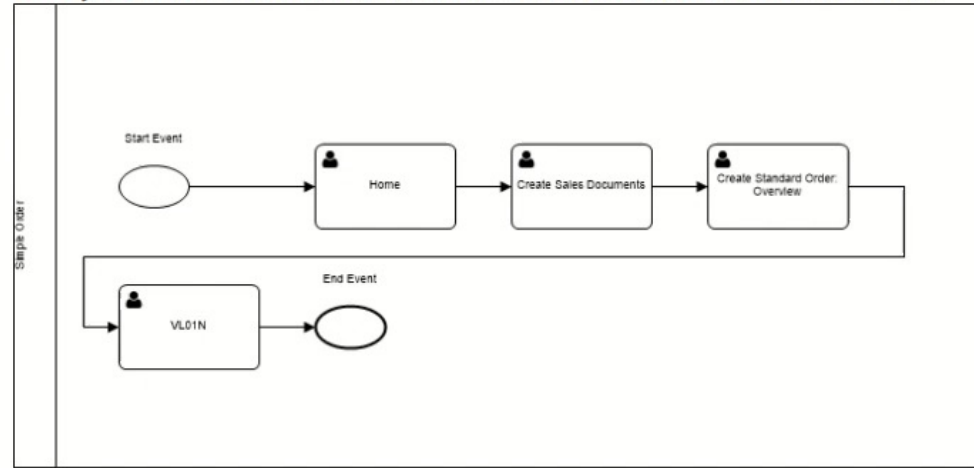 Simple Order
Start Event
Home
Create Sales Documents
Create Standard Order:
Overview
VL01N
End Event